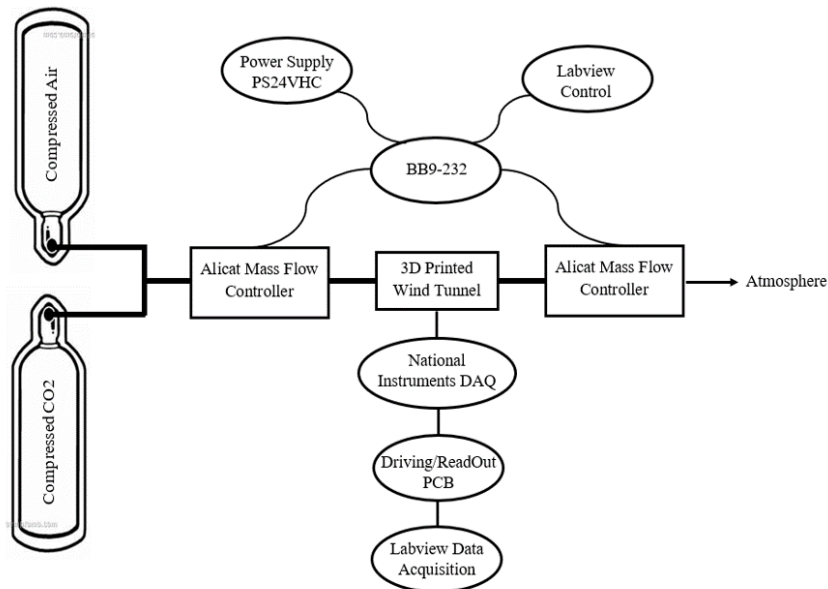 Compressed Air
Power Supply
PS24VHC
Labview
Control
BB9-232
Alicat Mass Flow
Controller
3D Printed
Wind Tunnel
Alicat Mass Flow
Controller
Atmosphere
National
Instruments DAQ
Compressed CO2
Driving/ReadOut
PCB
Labview Data
Acquisition